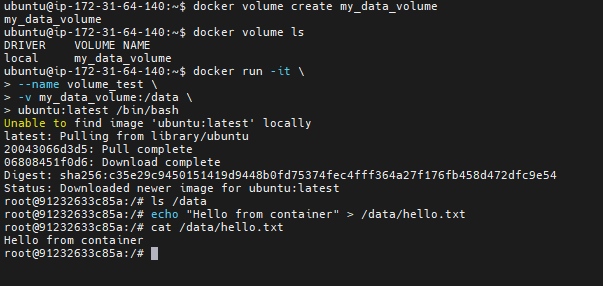 ubuntu@ip-172-31-64-140:~$ docker volume create my_data_volume
my_data_volume
ubuntu@ip-172-31-64-140:~$ docker volume ls
DRIVER    VOLUME NAME
local     my_data_volume
ubuntu@ip-172-31-64-140:~$ docker run -it \
> --name volume_test \
> -v my_data_volume:/data \
> ubuntu:latest /bin/bash
Unable to find image 'ubuntu:latest' locally
latest: Pulling from library/ubuntu
20043066d3d5: Pull complete
06808451f0d6: Download complete
Digest: sha256:c35e29c9450151419d9448b0fd75374fec4fff364a27f176fb458d472dfc9e54
Status: Downloaded newer image for ubuntu:latest
root@91232633c85a:/# ls /data
root@91232633c85a:/# echo "Hello from container" > /data/hello.txt
root@91232633c85a:/# cat /data/hello.txt
Hello from container
root@91232633c85a:/#